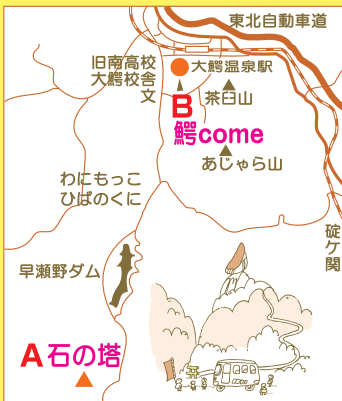 東北自動車道
旧南高校
大鰐校舎
文
大鰐温泉駅
茶臼山
B
鰐come
あじゃら山
わにもっこ
ひばのくに
碇ケ関
早瀬野ダム
A石の塔